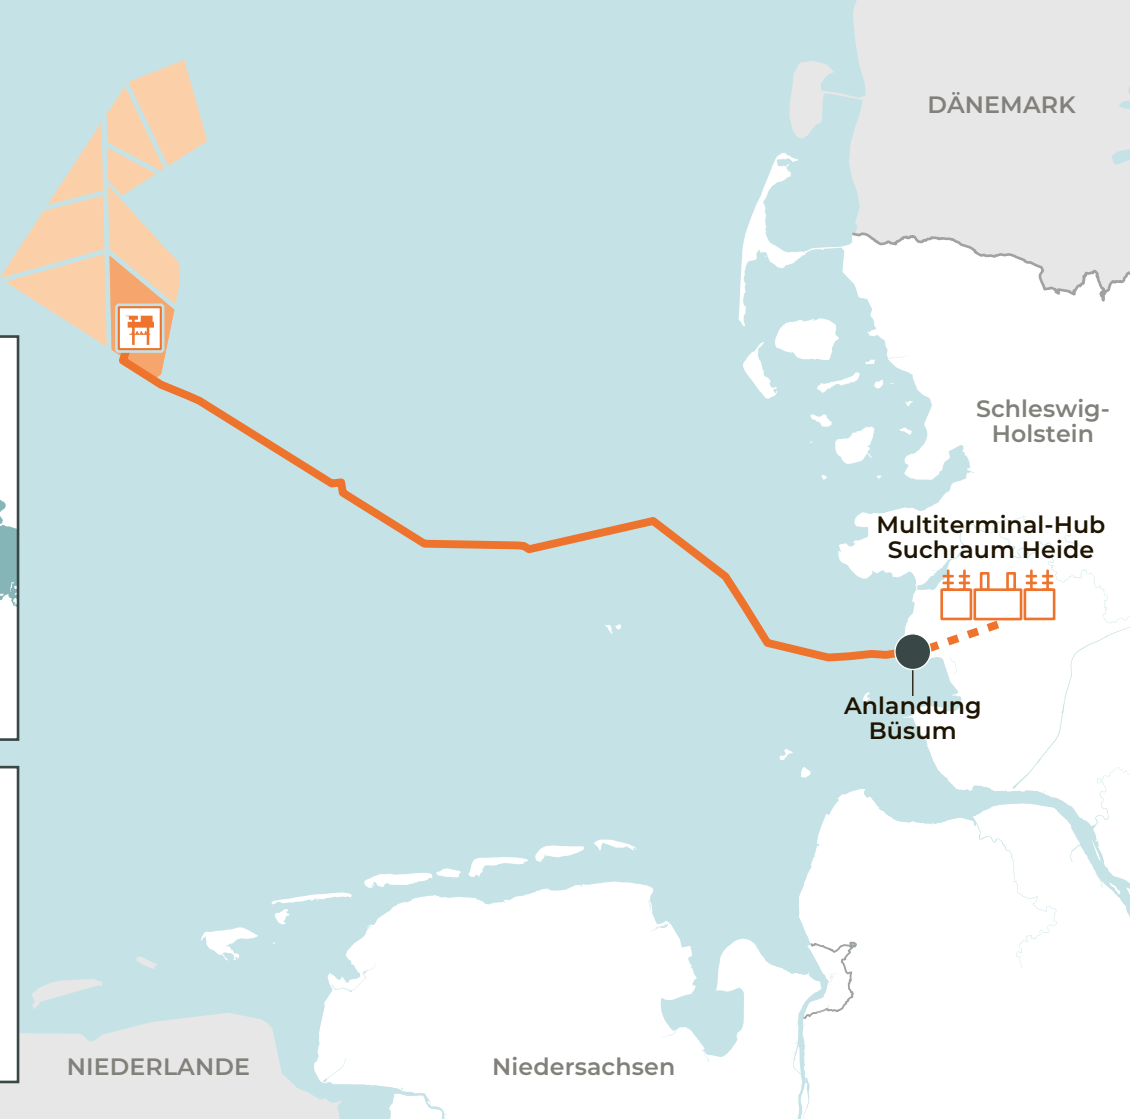 DÄNEMARK
Schleswig-
Holstein
Multiterminal-Hub
Suchraum Heide
Anlandung
Büsum
NIEDERLANDE
Niedersachsen